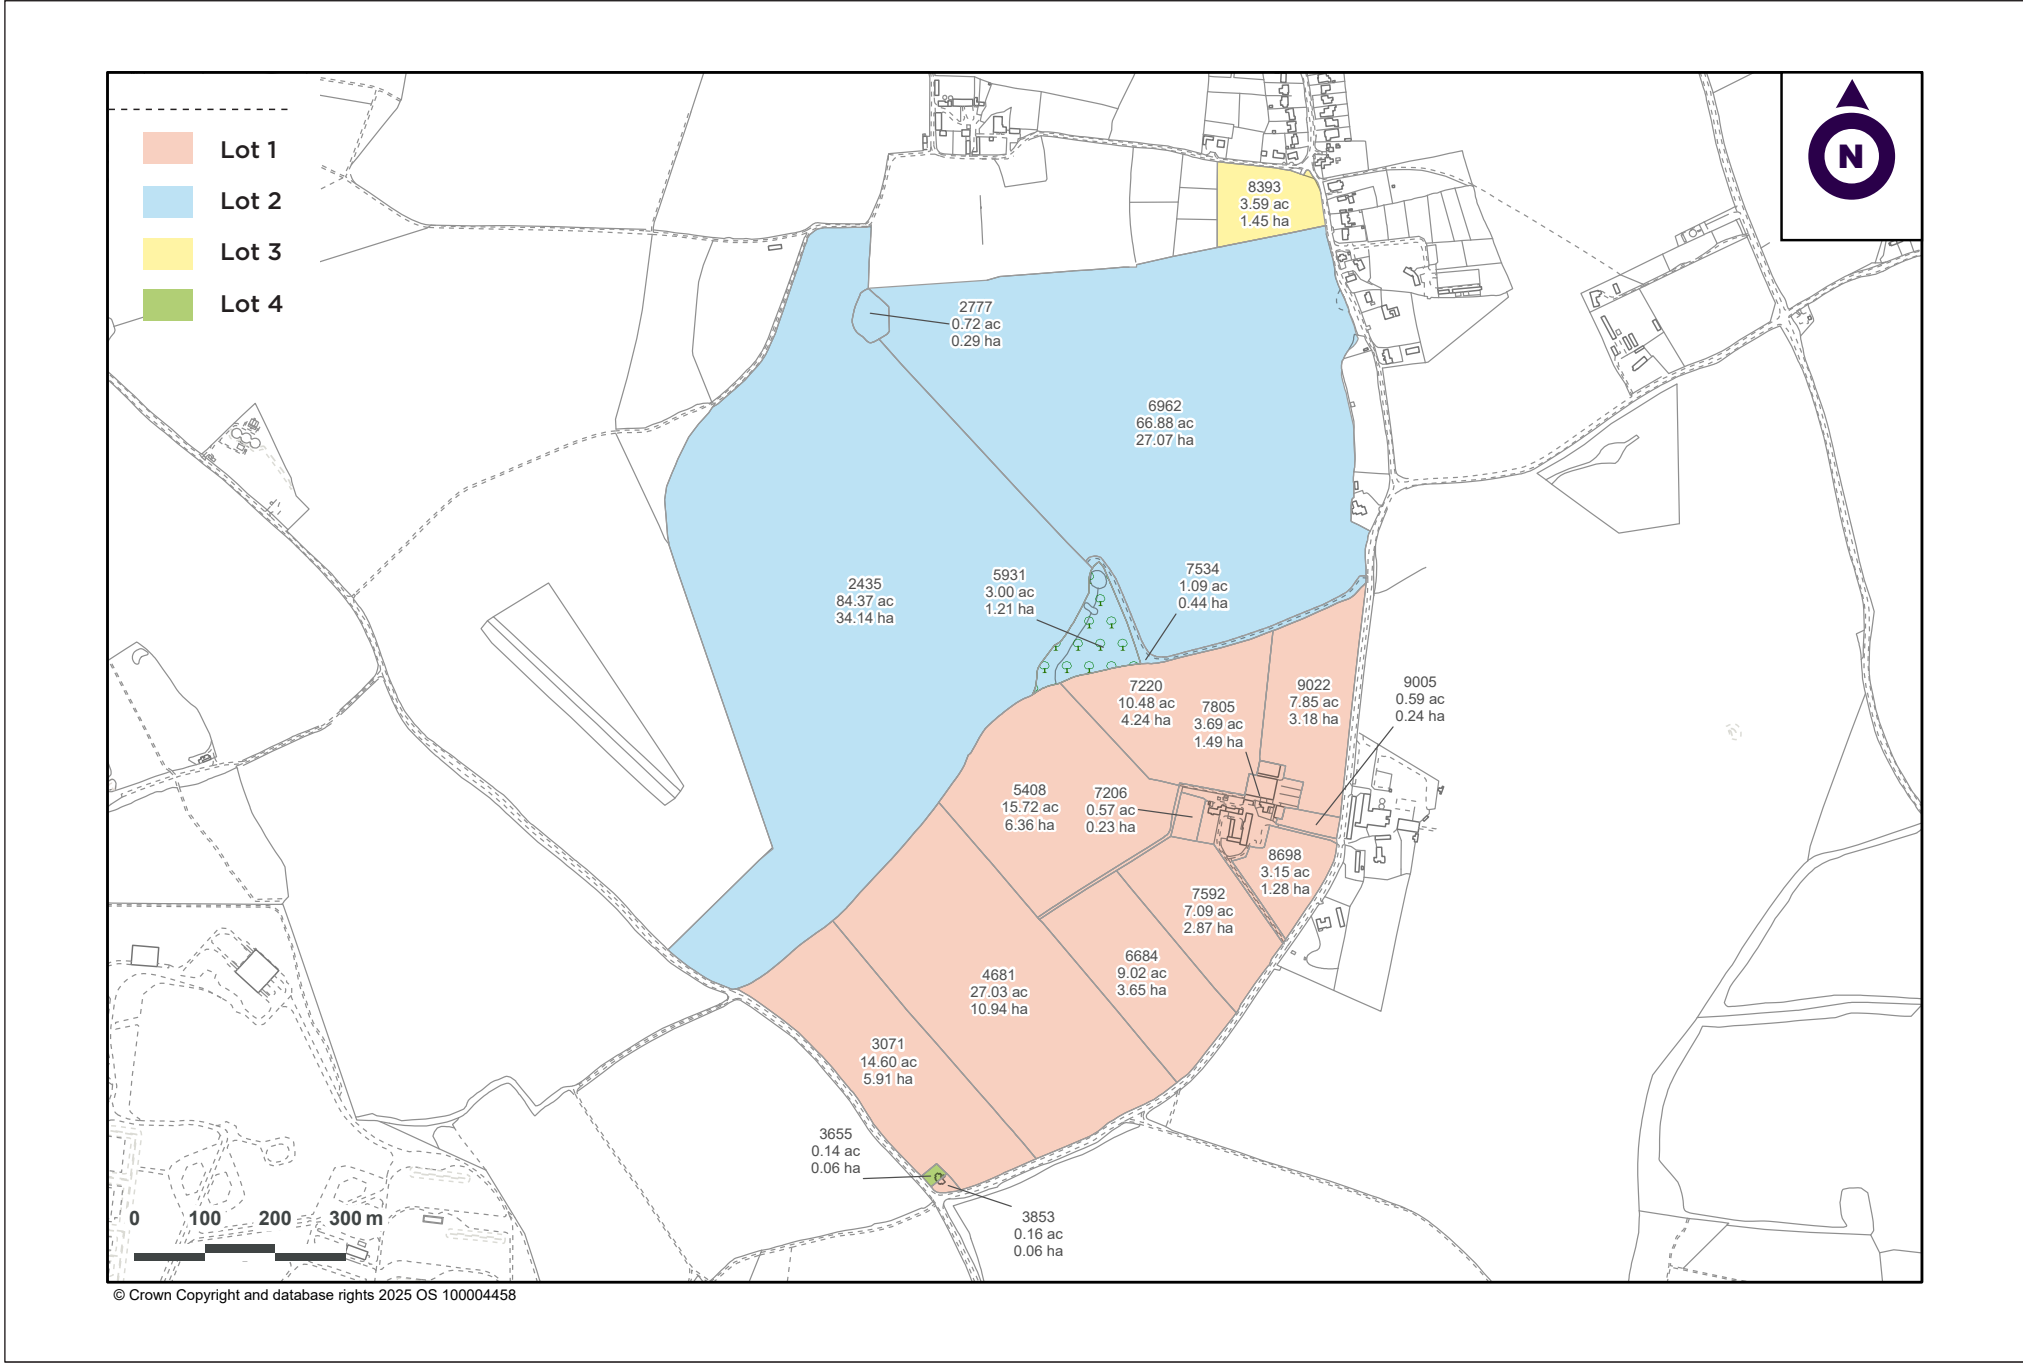 Lot 1
Lot 2
Lot 3
Lot 4
N
8393
3.59 ac
1.45 ha
2777
0.72 ac
0.29 ha
6962
66.88 ac
27.07 ha
2435
84.37 ac
34.14 ha
5931
3.00 ac
1.21 ha
7534
1.09 ac
0.44 ha
7220
10.48 ac
4.24 ha
7805
3.69 ac
1.49 ha
9022
7.85 ac
3.18 ha
9005
0.59 ac
0.24 ha
5408
15.72 ac
6.36 ha
7206
0.57 ac
0.23 ha
8698
3.15 ac
1.28 ha
7592
7.09 ac
2.87 ha
6684
9.02 ac
3.65 ha
4681
27.03 ac
10.94 ha
3071
14.60 ac
5.91 ha
3655
0.14 ac
0.06 ha
3853
0.16 ac
0.06 ha
0 100 200 300 m
© Crown Copyright and database rights 2025 OS 100004458